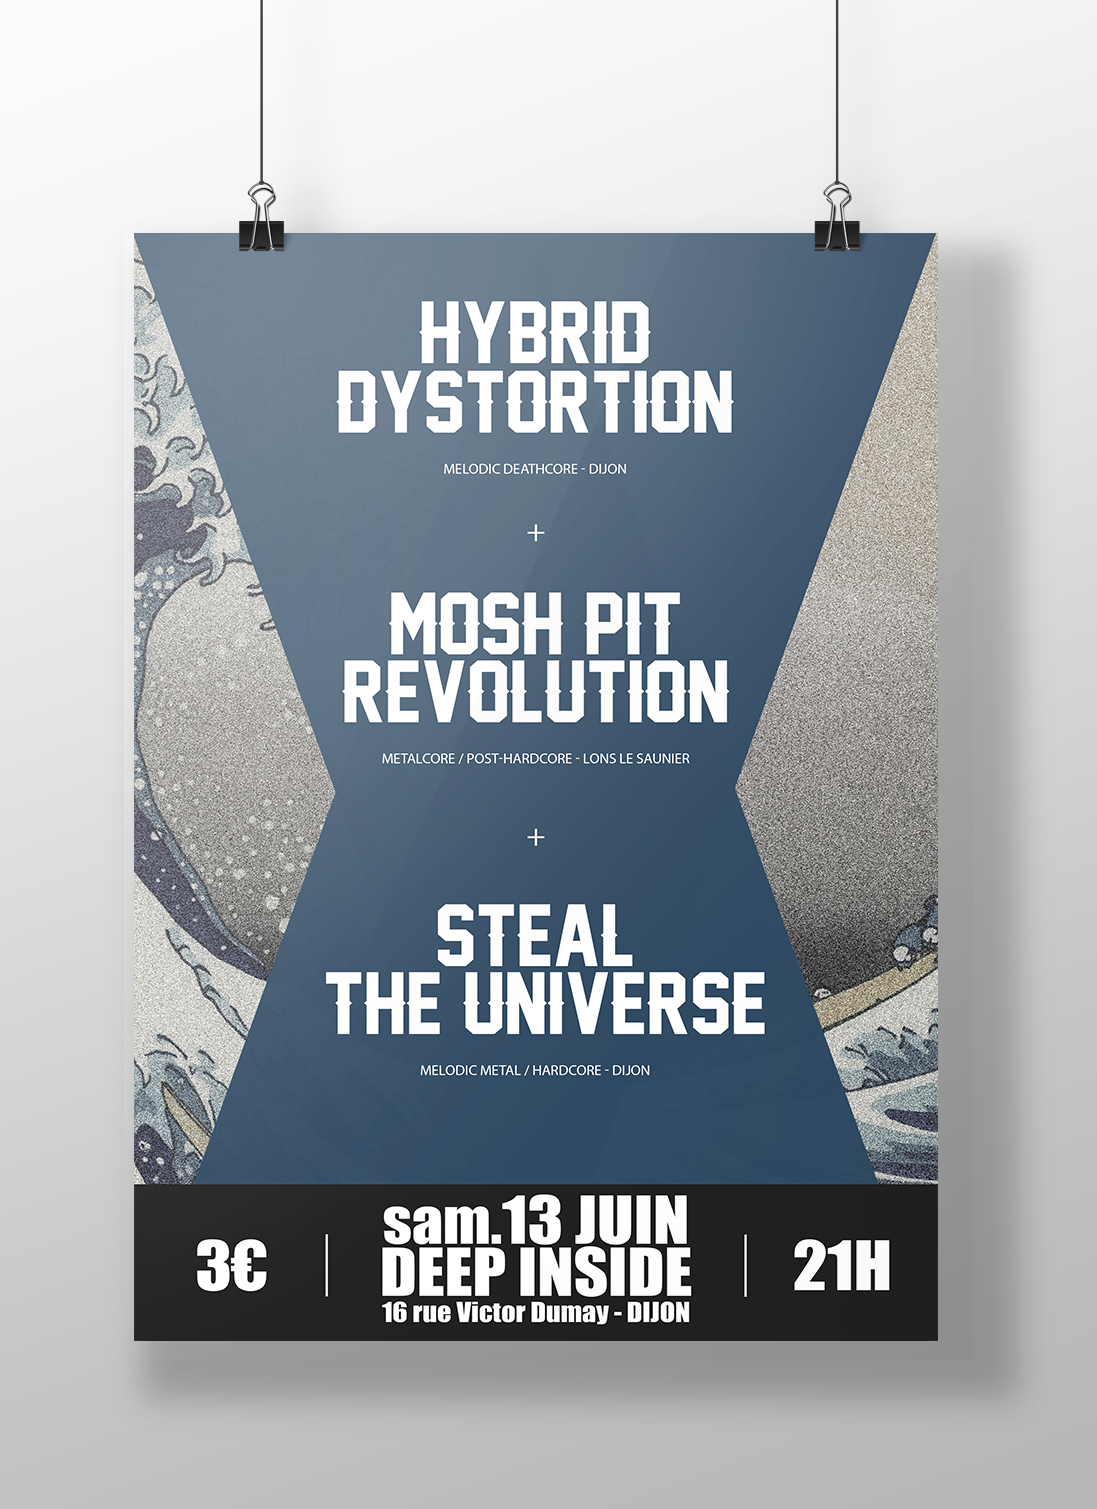 HYBRID
DYSTORTION
MELODIC DEATHCORE - DIJON
+
MOSH PIT
REVOLUTION
METALCORE / POST-HARDCORE - LONS LE SAUNIER
+
STEAL
THE UNIVERSE
MELODIC METAL / HARDCORE - DIJON
3€
sam.13 JUIN
DEEP INSIDE
16 rue Victor Dumay - DIJON
21H